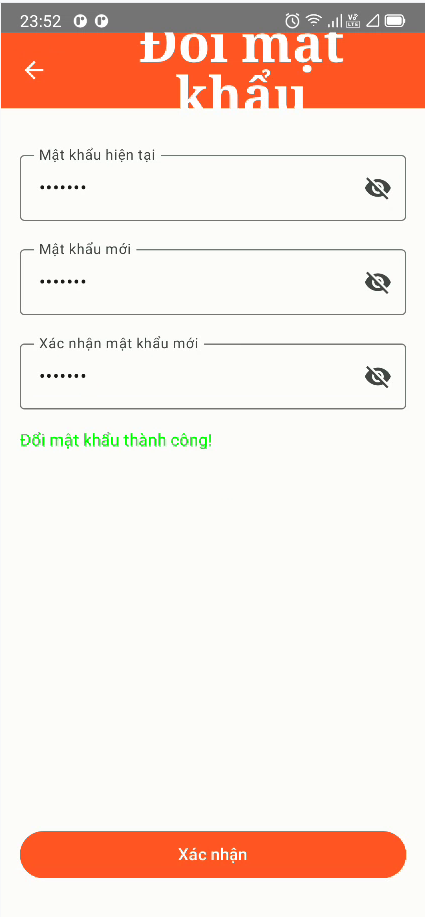 23:52
Đổi mật
khẩu
Mật khẩu hiện tại
•••••••
Mật khẩu mới
•••••••
Xác nhận mật khẩu mới
•••••••
Đổi mật khẩu thành công!
Xác nhận